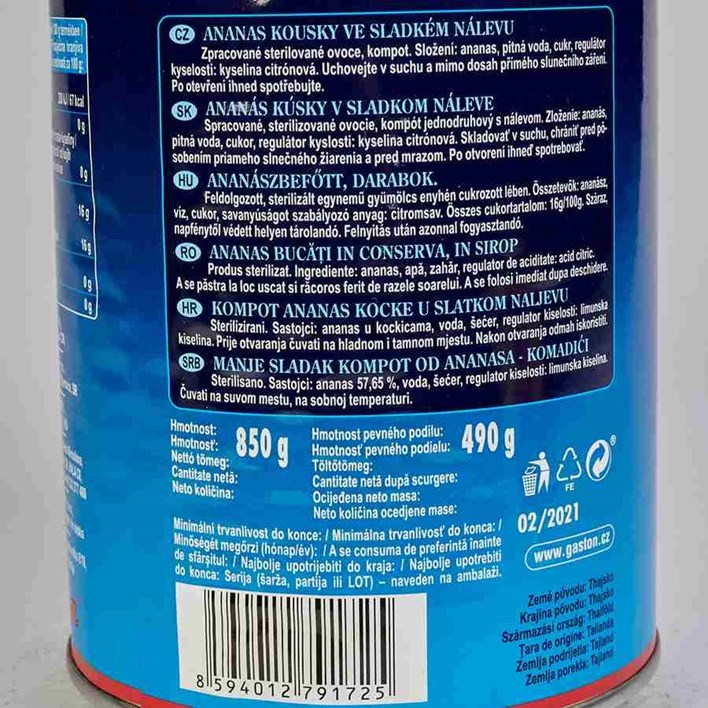 CZ ANANAS KOUSKY VE SLADKÉM NÁLEVU
Zpracované sterilované ovoce, kompot. Složení: ananas, pitná voda, cukr, regulátor
kyselosti: kyselina citrónová. Uchovejte v suchu a mimo dosah přímého slunečního záření.
Po otevření ihned spotřebujte.
SK ANANÁS KÚSKY V SLADKOM NÁLEVE
Spracované, sterilizované ovocie, kompót jednodruhový s nálevom. Zloženie: ananás,
pitná voda, cukor, regulátor kyslosti: kyselina citrónová. Skladovať v suchu, chrániť pred pô-
sobením priameho slnečného žiarenia a pred mrazom. Po otvorení ihneď spotrebovať.
HU ANANÁSZBEFŐTT, DARABOK.
Feldolgozott, sterilizált egynemű gyümölcs enyhén cukrozott lében. Összetevők: ananász,
víz, cukor, savanyúságot szabályozó anyag: citromsav. Összes cukortartalom: 16g/100g. Száraz,
napfénytől védett helyen tárolandó. Felnyitás után azonnal fogyasztandó.
RO ANANAS BUCĂȚI IN CONSERVĂ, IN SIROP
Produs sterilizat. Ingrediente: ananas, apă, zahăr, regulator de aciditate: acid citric.
A se păstra la loc uscat si răcoros ferit de razele soarelui. A se folosi imediat dupa deschidere.
HR KOMPOT ANANAS KOCKE U SLATKOM NALJEVU
Sterilizirani. Sastojci: ananas u kockicama, voda, šećer, regulator kiselosti: limunska
kiselina. Prije otvaranja čuvati na hladnom i tamnom mjestu. Nakon otvaranja odmah iskoristiti.
SRB MANJE SLADAK KOMPOT OD ANANASA - KOMADIĆI
Sterilisano. Sastojci: ananas 57,65 %, voda, šećer, regulator kiselosti: limunska kiselina.
Čuvati na suvom mestu, na sobnoj temperaturi.
Hmotnost:
Hmotnosť:
Nettó tömeg:
Cantitate netă:
Neto količina:
850 g
Hmotnost pevného podílu:
Hmotnosť pevného podielu:
Töltőtömeg:
Cantitate netă după scurgere:
Ocijeđena neto masa:
Neto količina ocedjene mase:
490 g
FE
Minimální trvanlivost do konce: / Minimálna trvanlivosť do konca: /
Minőségét megőrzi (hónap/év): / A se consuma de preferintă înainte
de sfârşitul: / Najbolje upotrijebiti do kraja: / Najbolje upotrebiti
do konca: Serija (šarža, partija ili LOT) – naveden na ambalaži.
02/2021
www.gaston.cz
Země původu: Thajsko
Krajina pôvodu: Thajsko
Származási ország: Thaiföld
Țara de origine: Tailanda
Zemlja podrijetla: Tajland
Zemlja porekla: Tajland
8 594012 791725
0g
16g
16g
0g
0g